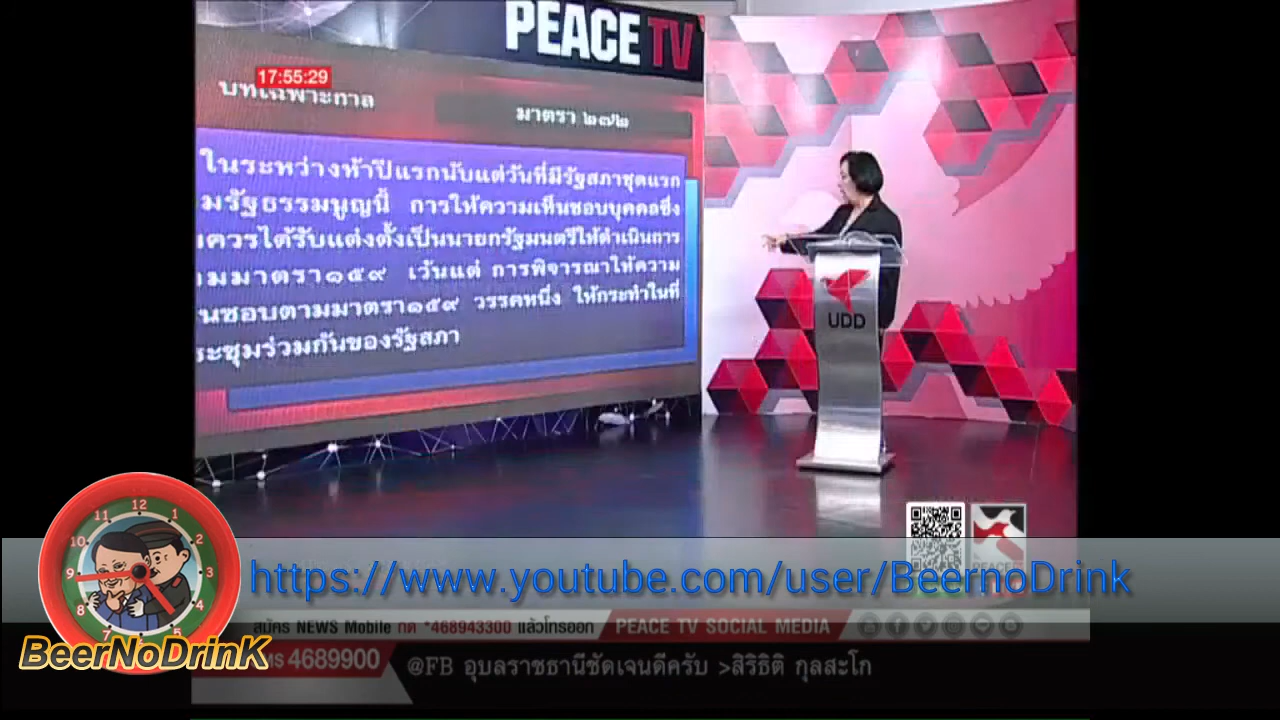 PEACE TV
17:55:29
บทเฉพาะกาล
มาตรา ๒๗๒
ในระหว่างห้าปีแรกนับแต่วันที่มีรัฐสภาชุดแรก
มรัฐธรรมนูญนี้ การให้ความเห็นชอบบุคคลซึ่ง
ควรได้รับแต่งตั้งเป็นนายกรัฐมนตรีให้ดำเนินการ
ามมาตรา๑๕๙ เว้นแต่ การพิจารณาให้ความ
นชอบตามมาตรา๑๕๙ วรรคหนึ่ง ให้กระทำในที่
ระชุมร่วมกันของรัฐสภา
UDD
12
1
2
3
4
5
7
8
9
10
11
https://www.youtube.com/user/BeernoDrink
BeerNoDrinK
สมัคร NEWS Mobile กด *468943300 แล้วโทรออก
PEACE TV SOCIAL MEDIA
MS 4689900
@FB อุบลราชธานีชัดเจนดีครับ >สิริธิติ กุลสะโก